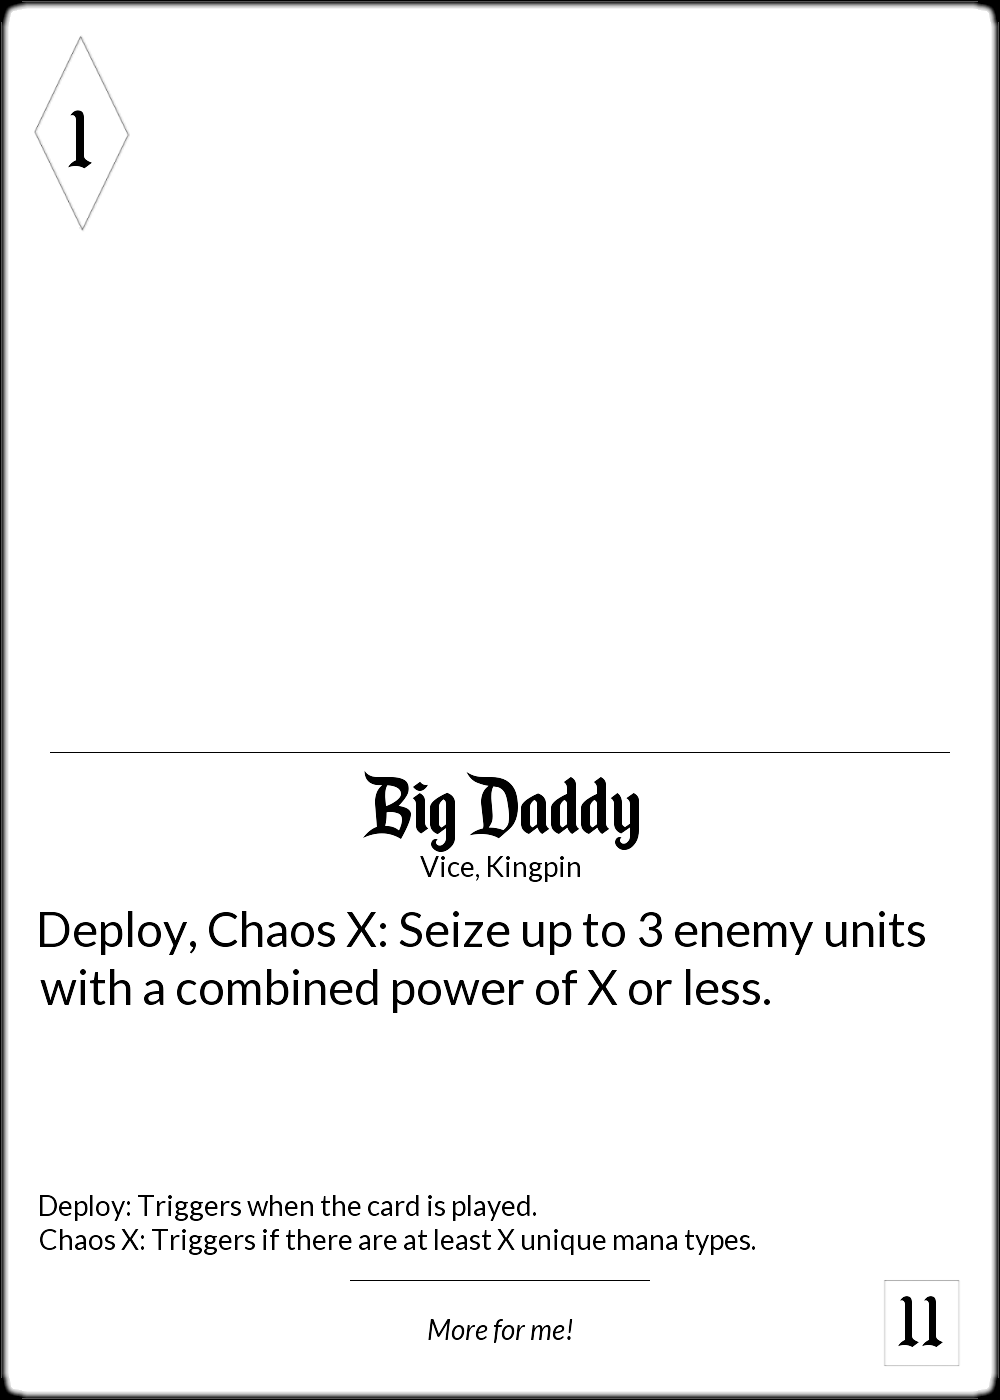 1
Big Daddy
Vice, Kingpin
Deploy, Chaos X: Seize up to 3 enemy units
with a combined power of X or less.
Deploy: Triggers when the card is played.
Chaos X: Triggers if there are at least X unique mana types.
More for me!
11